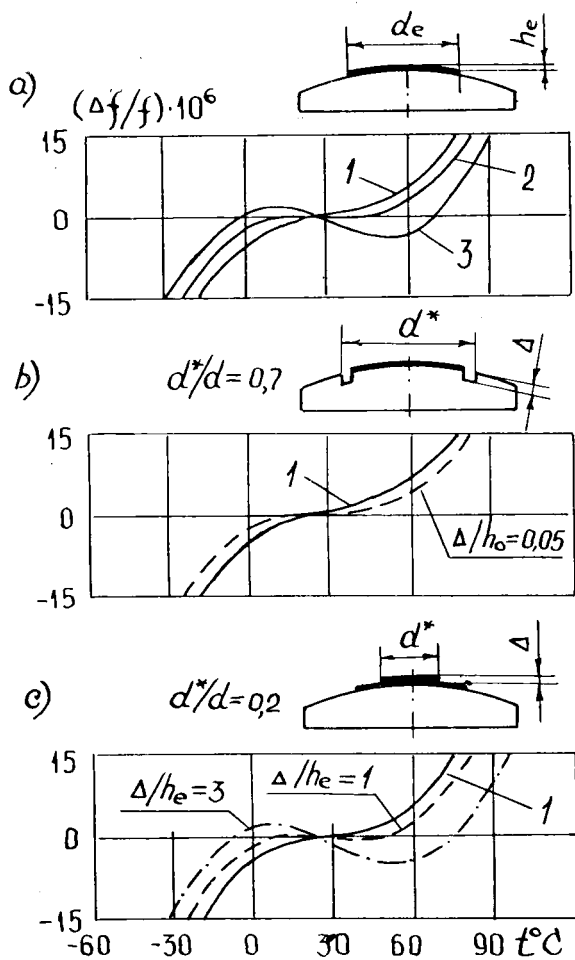 dₑ
hₑ
a)
(Δf/f)·10⁶
15
0
-15
1
2
3
d*
Δ
b)
d*/d=0,7
15
0
-15
1
Δ/h₀=0,05
d*
Δ
c)
d*/d=0,2
15
0
-15
Δ/hₑ=3
Δ/hₑ=1
1
-60 -30 0 30 60 90 t°C